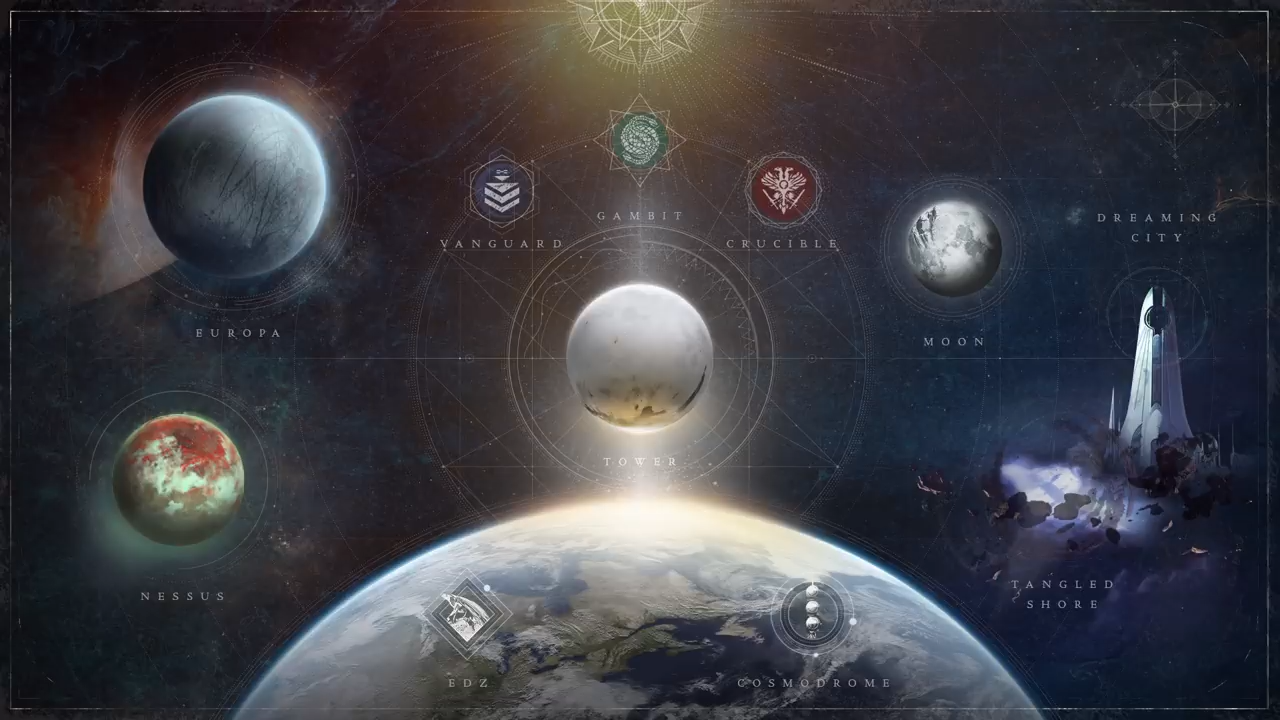 GAMBIT
DREAMING
CITY
VANGUARD
CRUCIBLE
EUROPA
MOON
TOWER
TANGLED
SHORE
NESSUS
EDZ
COSMODROME